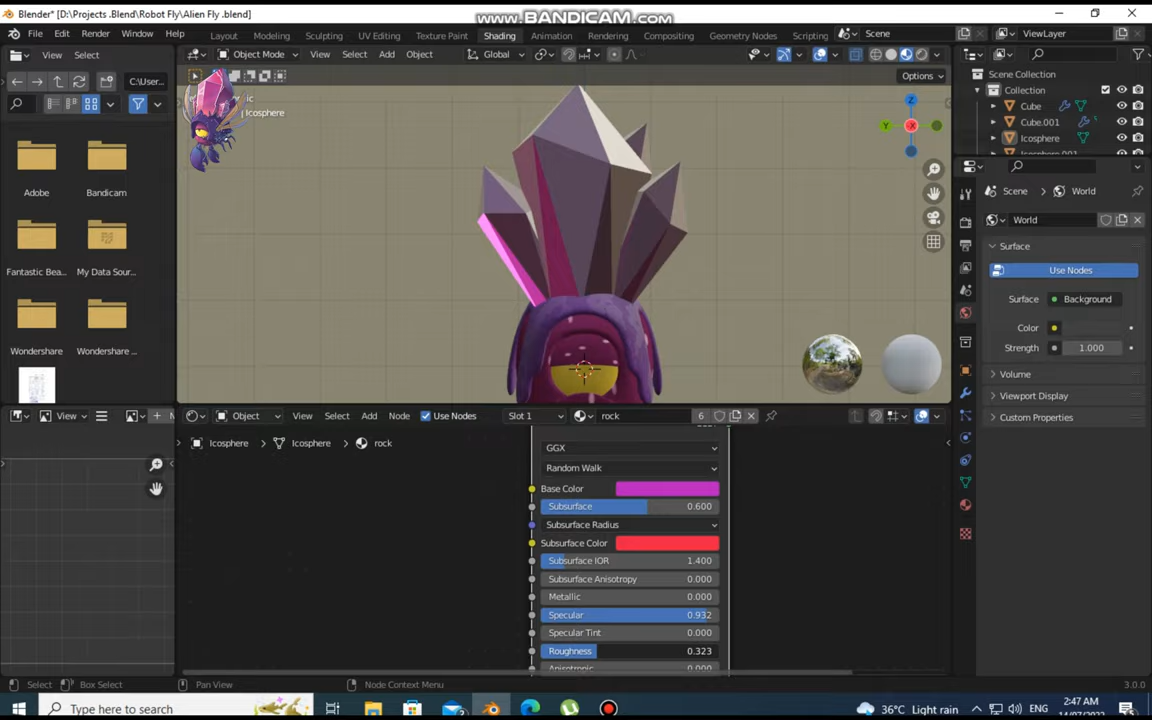 Blender* [D:\Projects .Blend\Robot Fly\Alien Fly .blend]
www.BANDICAM.com
File Edit Render Window Help Layout Modeling Sculpting UV Editing Texture Paint Shading Animation Rendering Compositing Geometry Nodes Scripting Scene ViewLayer
View Select Object Mode View Select Add Object Global
Options
Scene Collection
Collection
C:\User...
Cube
Icosphere
Cube.001
Icosphere
Icosphere.001
Z
Y
X
Adobe Bandicam
Scene World
World
Surface
Fantastic Bea... My Data Sour...
Use Nodes
Surface Background
Color
Wondershare Wondershare ...
Strength 1.000
Volume
Viewport Display
Custom Properties
View Object View Select Add Node Use Nodes Slot 1 rock 6
Icosphere Icosphere rock
GGX
Random Walk
Base Color
Subsurface 0.600
Subsurface Radius
Subsurface Color
Subsurface IOR 1.400
Subsurface Anisotropy 0.000
Metallic 0.000
Specular 0.932
Specular Tint 0.000
Roughness 0.323
Anisotropic 0.000
Select Box Select Pan View Node Context Menu 3.0.0
Type here to search 36°C Light rain ENG 2:47 AM